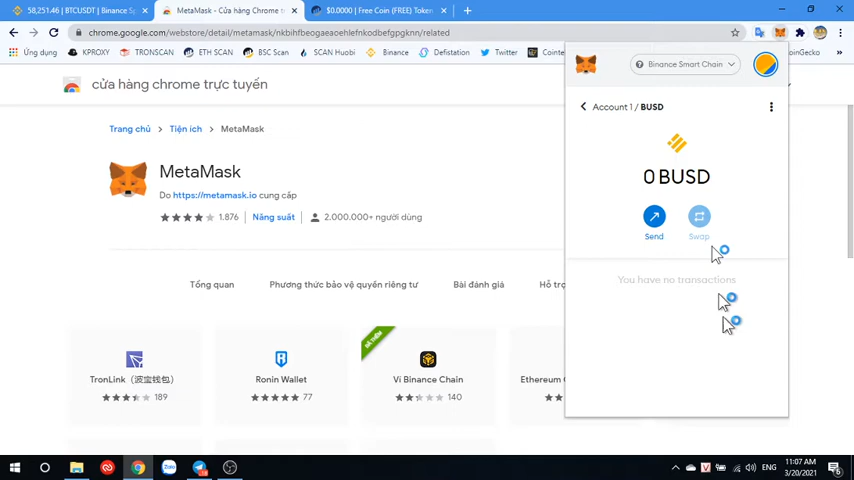 58,251.46 | BTCUSDT | Binance Sp
MetaMask - Cửa hàng Chrome tr
$0.0000 | Free Coin (FREE) Token
chrome.google.com/webstore/detail/metamask/nkbihfbeogaeaoehlefnkodbefgpgknn/related
Ứng dụng
KPROXY
TRONSCAN
ETH SCAN
BSC Scan
SCAN Huobi
Binance
Defistation
Twitter
Coin
nGecko
cửa hàng chrome trực tuyến
Trang chủ
Tiện ích
MetaMask
MetaMask
Do https://metamask.io cung cấp
1.876
Năng suất
2.000.000+ người dùng
Tổng quan
Phương thức bảo vệ quyền riêng tư
Bài đánh giá
Hỗ trợ
TronLink（波宝钱包）
189
Ronin Wallet
77
ĐÃ THÊM
Ví Binance Chain
140
Ethereum
Binance Smart Chain
Account 1 / BUSD
0 BUSD
Send
Swap
You have no transactions
ENG
11:07 AM
3/20/2021